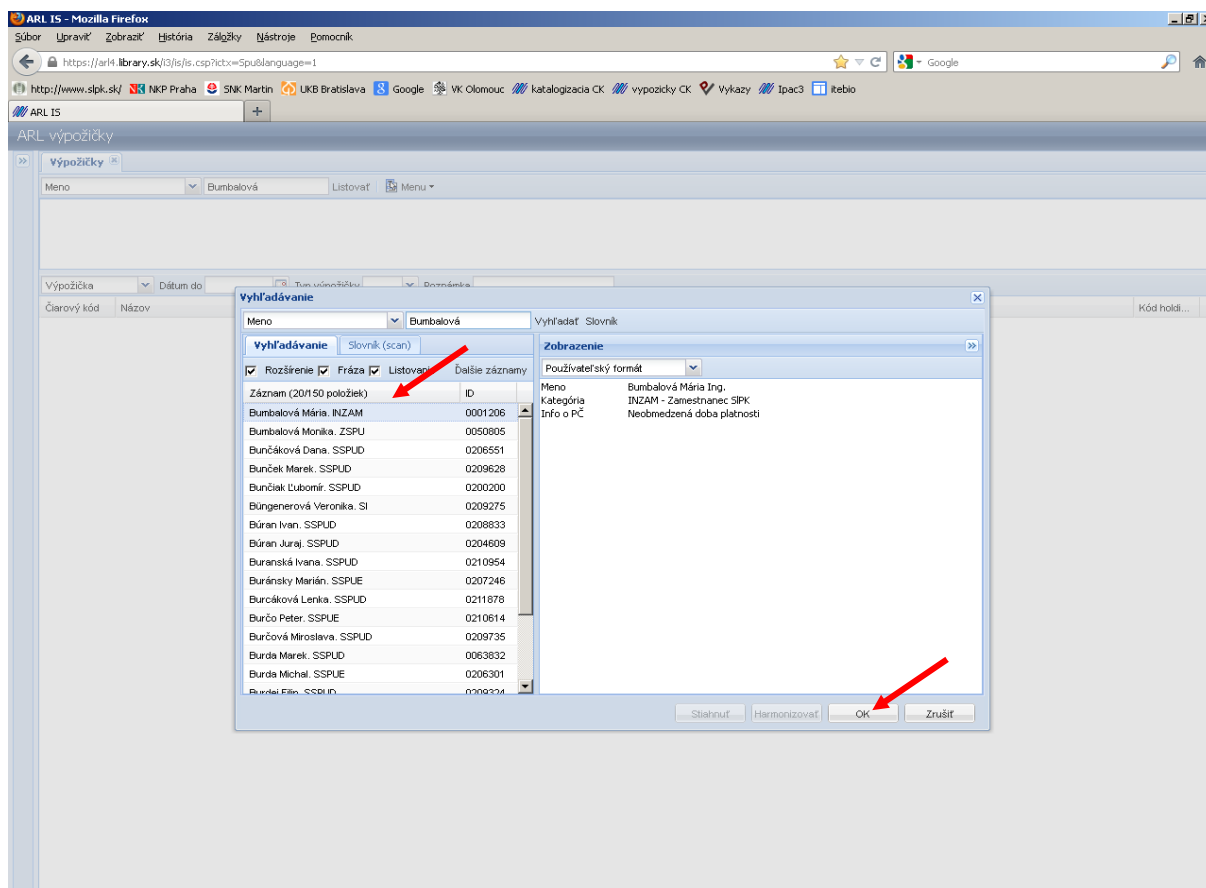 ARL IS - Mozilla Firefox
Súbor Upraviť Zobraziť História Záložky Nástroje Pomocník
https://arl4.library.sk/i3/is/is.csp?ictx=Spu&language=1 Google
http://www.slpk.sk/ NKP Praha SNK Martin UKB Bratislava Google VK Olomouc katalogizacia CK vypozicky CK Vykazy Ipac3 itebio
ARL IS
ARL výpožičky
Výpožičky
Meno Bumbalová Listovať Menu
Výpožička Dátum do Typ výpožičky Poznámka
Čiarový kód Názov Kód holdi...
Vyhľadávanie
Meno Bumbalová Vyhľadať Slovník
Vyhľadávanie Slovník (scan) Zobrazenie
Rozšírenie Fráza Listovanie Ďalšie záznamy Používateľský formát
Záznam (20/150 položiek) ID
Meno Bumbalová Mária Ing.
Kategória INZAM - Zamestnanec SlPK
Info o PČ Neobmedzená doba platnosti
Bumbalová Mária. INZAM 0001206
Bumbalová Monika. ZSPU 0050805
Bunčáková Dana. SSPUD 0206551
Bunček Marek. SSPUD 0209628
Bunčiak Ľubomír. SSPUD 0200200
Büngenerová Veronika. SI 0209275
Búran Ivan. SSPUD 0208833
Búran Juraj. SSPUD 0204609
Buranská Ivana. SSPUD 0210954
Buránsky Marián. SSPUE 0207246
Burcáková Lenka. SSPUD 0211878
Burčo Peter. SSPUE 0210614
Burčová Miroslava. SSPUD 0209735
Burda Marek. SSPUD 0063832
Burda Michal. SSPUE 0206301
Burdej Filip. SSPUD 0209324
Stiahnuť Harmonizovať OK Zrušiť